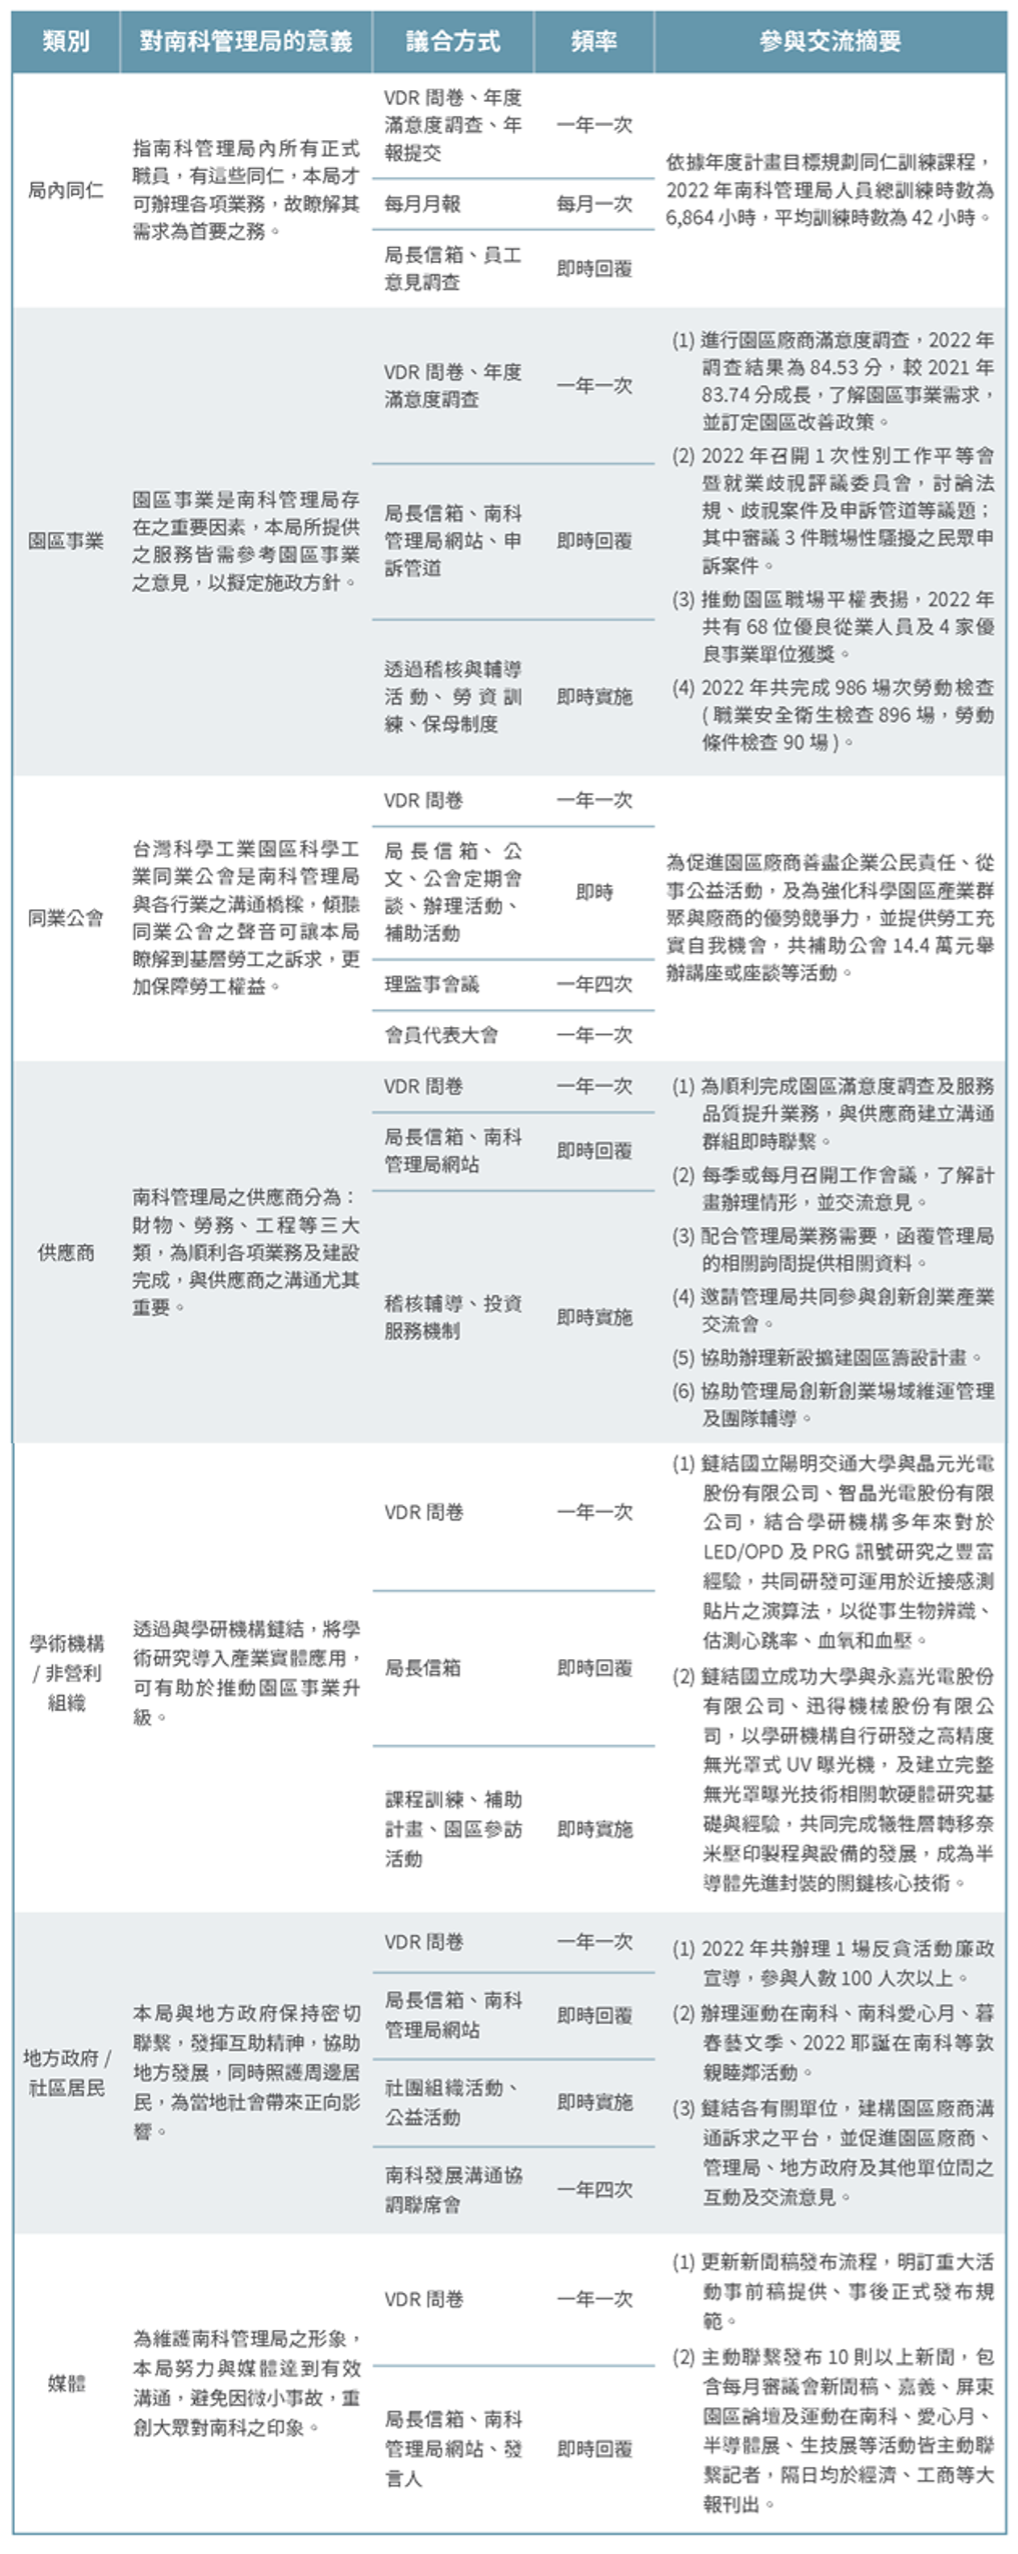 類別
對南科管理局的意義
議合方式
頻率
參與交流摘要
局內同仁
指南科管理局內所有正式
職員，有這些同仁，本局才
可辦理各項業務，故瞭解其
需求為首要之務。
VDR 問卷、年度
滿意度調查、年
報提交
一年一次
每月月報
每月一次
局長信箱、員工
意見調查
即時回覆
依據年度計畫目標規劃同仁訓練課程，
2022 年南科管理局人員總訓練時數為
6,864 小時，平均訓練時數為 42 小時。
園區事業
園區事業是南科管理局存
在之重要因素，本局所提供
之服務皆需參考園區事業
之意見，以擬定施政方針。
VDR 問卷、年度
滿意度調查
一年一次
局長信箱、南科
管理局網站、申
訴管道
即時回覆
透過稽核與輔導
活動、勞資訓
練、保母制度
即時實施
(1) 進行園區廠商滿意度調查，2022 年
調查結果為 84.53 分，較 2021 年
83.74 分成長，了解園區事業需求，
並訂定園區改善政策。
(2) 2022 年召開 1 次性別工作平等會
暨就業歧視評議委員會，討論法
規、歧視案件及申訴管道等議題；
其中審議 3 件職場性騷擾之民眾申
訴案件。
(3) 推動園區職場平權表揚，2022 年
共有 68 位優良從業人員及 4 家優
良事業單位獲獎。
(4) 2022 年共完成 986 場次勞動檢查
( 職業安全衛生檢查 896 場，勞動
條件檢查 90 場 )。
同業公會
台灣科學工業園區科學工
業同業公會是南科管理局
與各行業之溝通橋樑，傾聽
同業公會之聲音可讓本局
瞭解到基層勞工之訴求，更
加保障勞工權益。
VDR 問卷
一年一次
局長信箱、公
文、公會定期會
談、辦理活動、
補助活動
即時
理監事會議
一年四次
會員代表大會
一年一次
為促進園區廠商善盡企業公民責任、從
事公益活動，及為強化科學園區產業群
聚與廠商的優勢競爭力，並提供勞工充
實自我機會，共補助公會 14.4 萬元舉
辦講座或座談等活動。
供應商
南科管理局之供應商分為：
財物、勞務、工程等三大
類，為順利各項業務及建設
完成，與供應商之溝通尤其
重要。
VDR 問卷
一年一次
局長信箱、南科
管理局網站
即時回覆
稽核輔導、投資
服務機制
即時實施
(1) 為順利完成園區滿意度調查及服務
品質提升業務，與供應商建立溝通
群組即時聯繫。
(2) 每季或每月召開工作會議，了解計
畫辦理情形，並交流意見。
(3) 配合管理局業務需要，函覆管理局
的相關詢問提供相關資料。
(4) 邀請管理局共同參與創新創業產業
交流會。
(5) 協助辦理新設擴建園區籌設計畫。
(6) 協助管理局創新創業場域維運管理
及團隊輔導。
學術機構
/ 非營利
組織
透過與學研機構鏈結，將學
術研究導入產業實體應用，
可有助於推動園區事業升
級。
VDR 問卷
一年一次
局長信箱
即時回覆
課程訓練、補助
計畫、園區參訪
活動
即時實施
(1) 鏈結國立陽明交通大學與晶元光電
股份有限公司、智晶光電股份有限
公司，結合學研機構多年來對於
LED/OPD 及 PRG 訊號研究之豐富
經驗，共同研發可運用於近接感測
貼片之演算法，以從事生物辨識、
估測心跳率、血氧和血壓。
(2) 鏈結國立成功大學與永嘉光電股份
有限公司、迅得機械股份有限公
司，以學研機構自行研發之高精度
無光罩式 UV 曝光機，及建立完整
無光罩曝光技術相關軟硬體研究基
礎與經驗，共同完成犧牲層轉移奈
米壓印製程與設備的發展，成為半
導體先進封裝的關鍵核心技術。
地方政府 /
社區居民
本局與地方政府保持密切
聯繫，發揮互助精神，協助
地方發展，同時照護周邊居
民，為當地社會帶來正向影
響。
VDR 問卷
一年一次
局長信箱、南科
管理局網站
即時回覆
社團組織活動、
公益活動
即時實施
南科發展溝通協
調聯席會
一年四次
(1) 2022 年共辦理 1 場反貪活動廉政
宣導，參與人數 100 人次以上。
(2) 辦理運動在南科、南科愛心月、暮
春藝文季、2022 耶誕在南科等敦
親睦鄰活動。
(3) 鏈結各有關單位，建構園區廠商溝
通訴求之平台，並促進園區廠商、
管理局、地方政府及其他單位間之
互動及交流意見。
媒體
為維護南科管理局之形象，
本局努力與媒體達到有效
溝通，避免因微小事故，重
創大眾對南科之印象。
VDR 問卷
一年一次
局長信箱、南科
管理局網站、發
言人
即時回覆
(1) 更新新聞稿發布流程，明訂重大活
動事前稿提供、事後正式發布規
範。
(2) 主動聯繫發布 10 則以上新聞，包
含每月審議會新聞稿、嘉義、屏東
園區論壇及運動在南科、愛心月、
半導體展、生技展等活動皆主動聯
繫記者，隔日均於經濟、工商等大
報刊出。